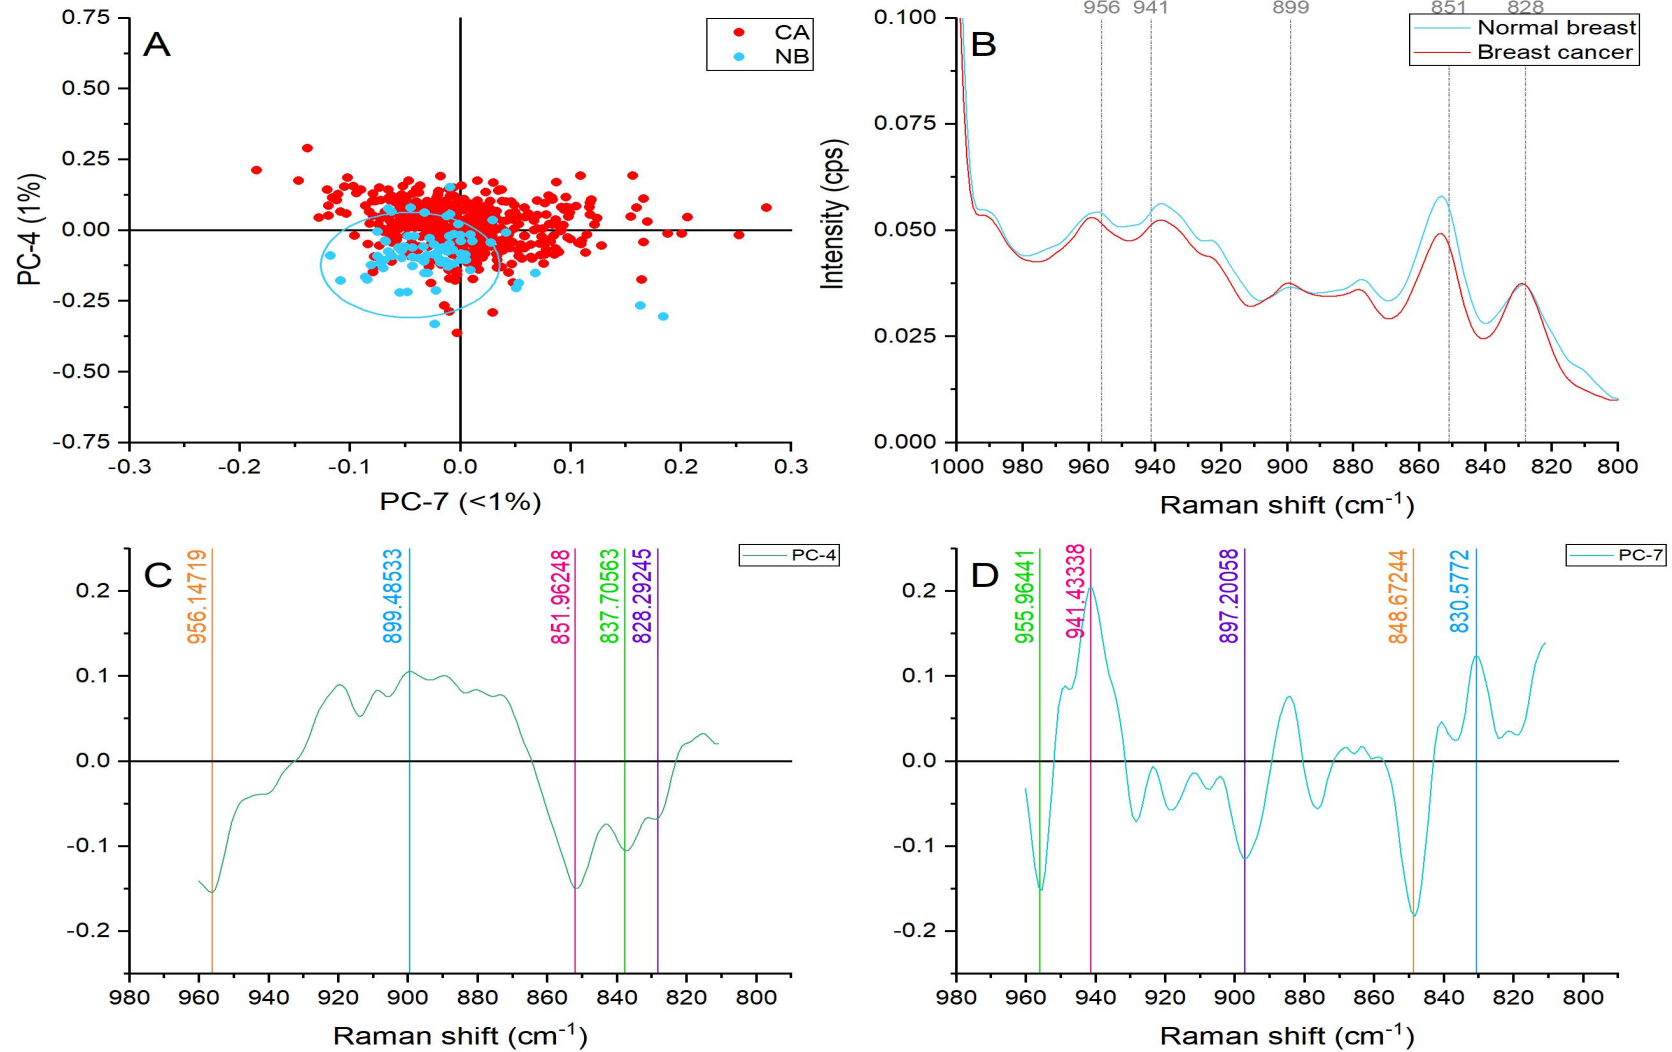 A
CA
NB
0.75
0.50
0.25
0.00
-0.25
-0.50
-0.75
PC-4 (1%)
-0.3 -0.2 -0.1 0.0 0.1 0.2 0.3
PC-7 (<1%)
956 941 899 851 828
B
Normal breast
Breast cancer
0.100
0.075
0.050
0.025
0.000
Intensity (cps)
1000 980 960 940 920 900 880 860 840 820 800
Raman shift (cm⁻¹)
C
PC-4
956.14719
899.48533
851.96248
837.70563
828.29245
0.2
0.1
0.0
-0.1
-0.2
980 960 940 920 900 880 860 840 820 800
Raman shift (cm⁻¹)
D
PC-7
955.96441
941.43338
897.20058
848.67244
830.5772
0.2
0.1
0.0
-0.1
-0.2
980 960 940 920 900 880 860 840 820 800
Raman shift (cm⁻¹)